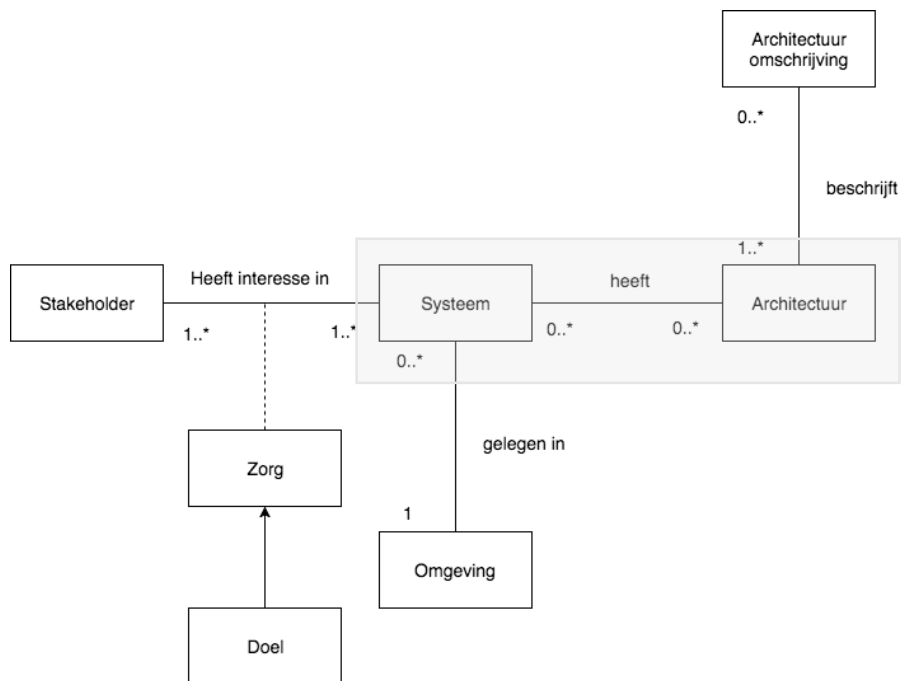 Architectuur
omschrijving
0..*
beschrijft
1..*
Stakeholder
Heeft interesse in
1..*
1..*
Systeem
0..*
heeft
0..*
0..*
Architectuur
gelegen in
Zorg
1
Omgeving
Doel